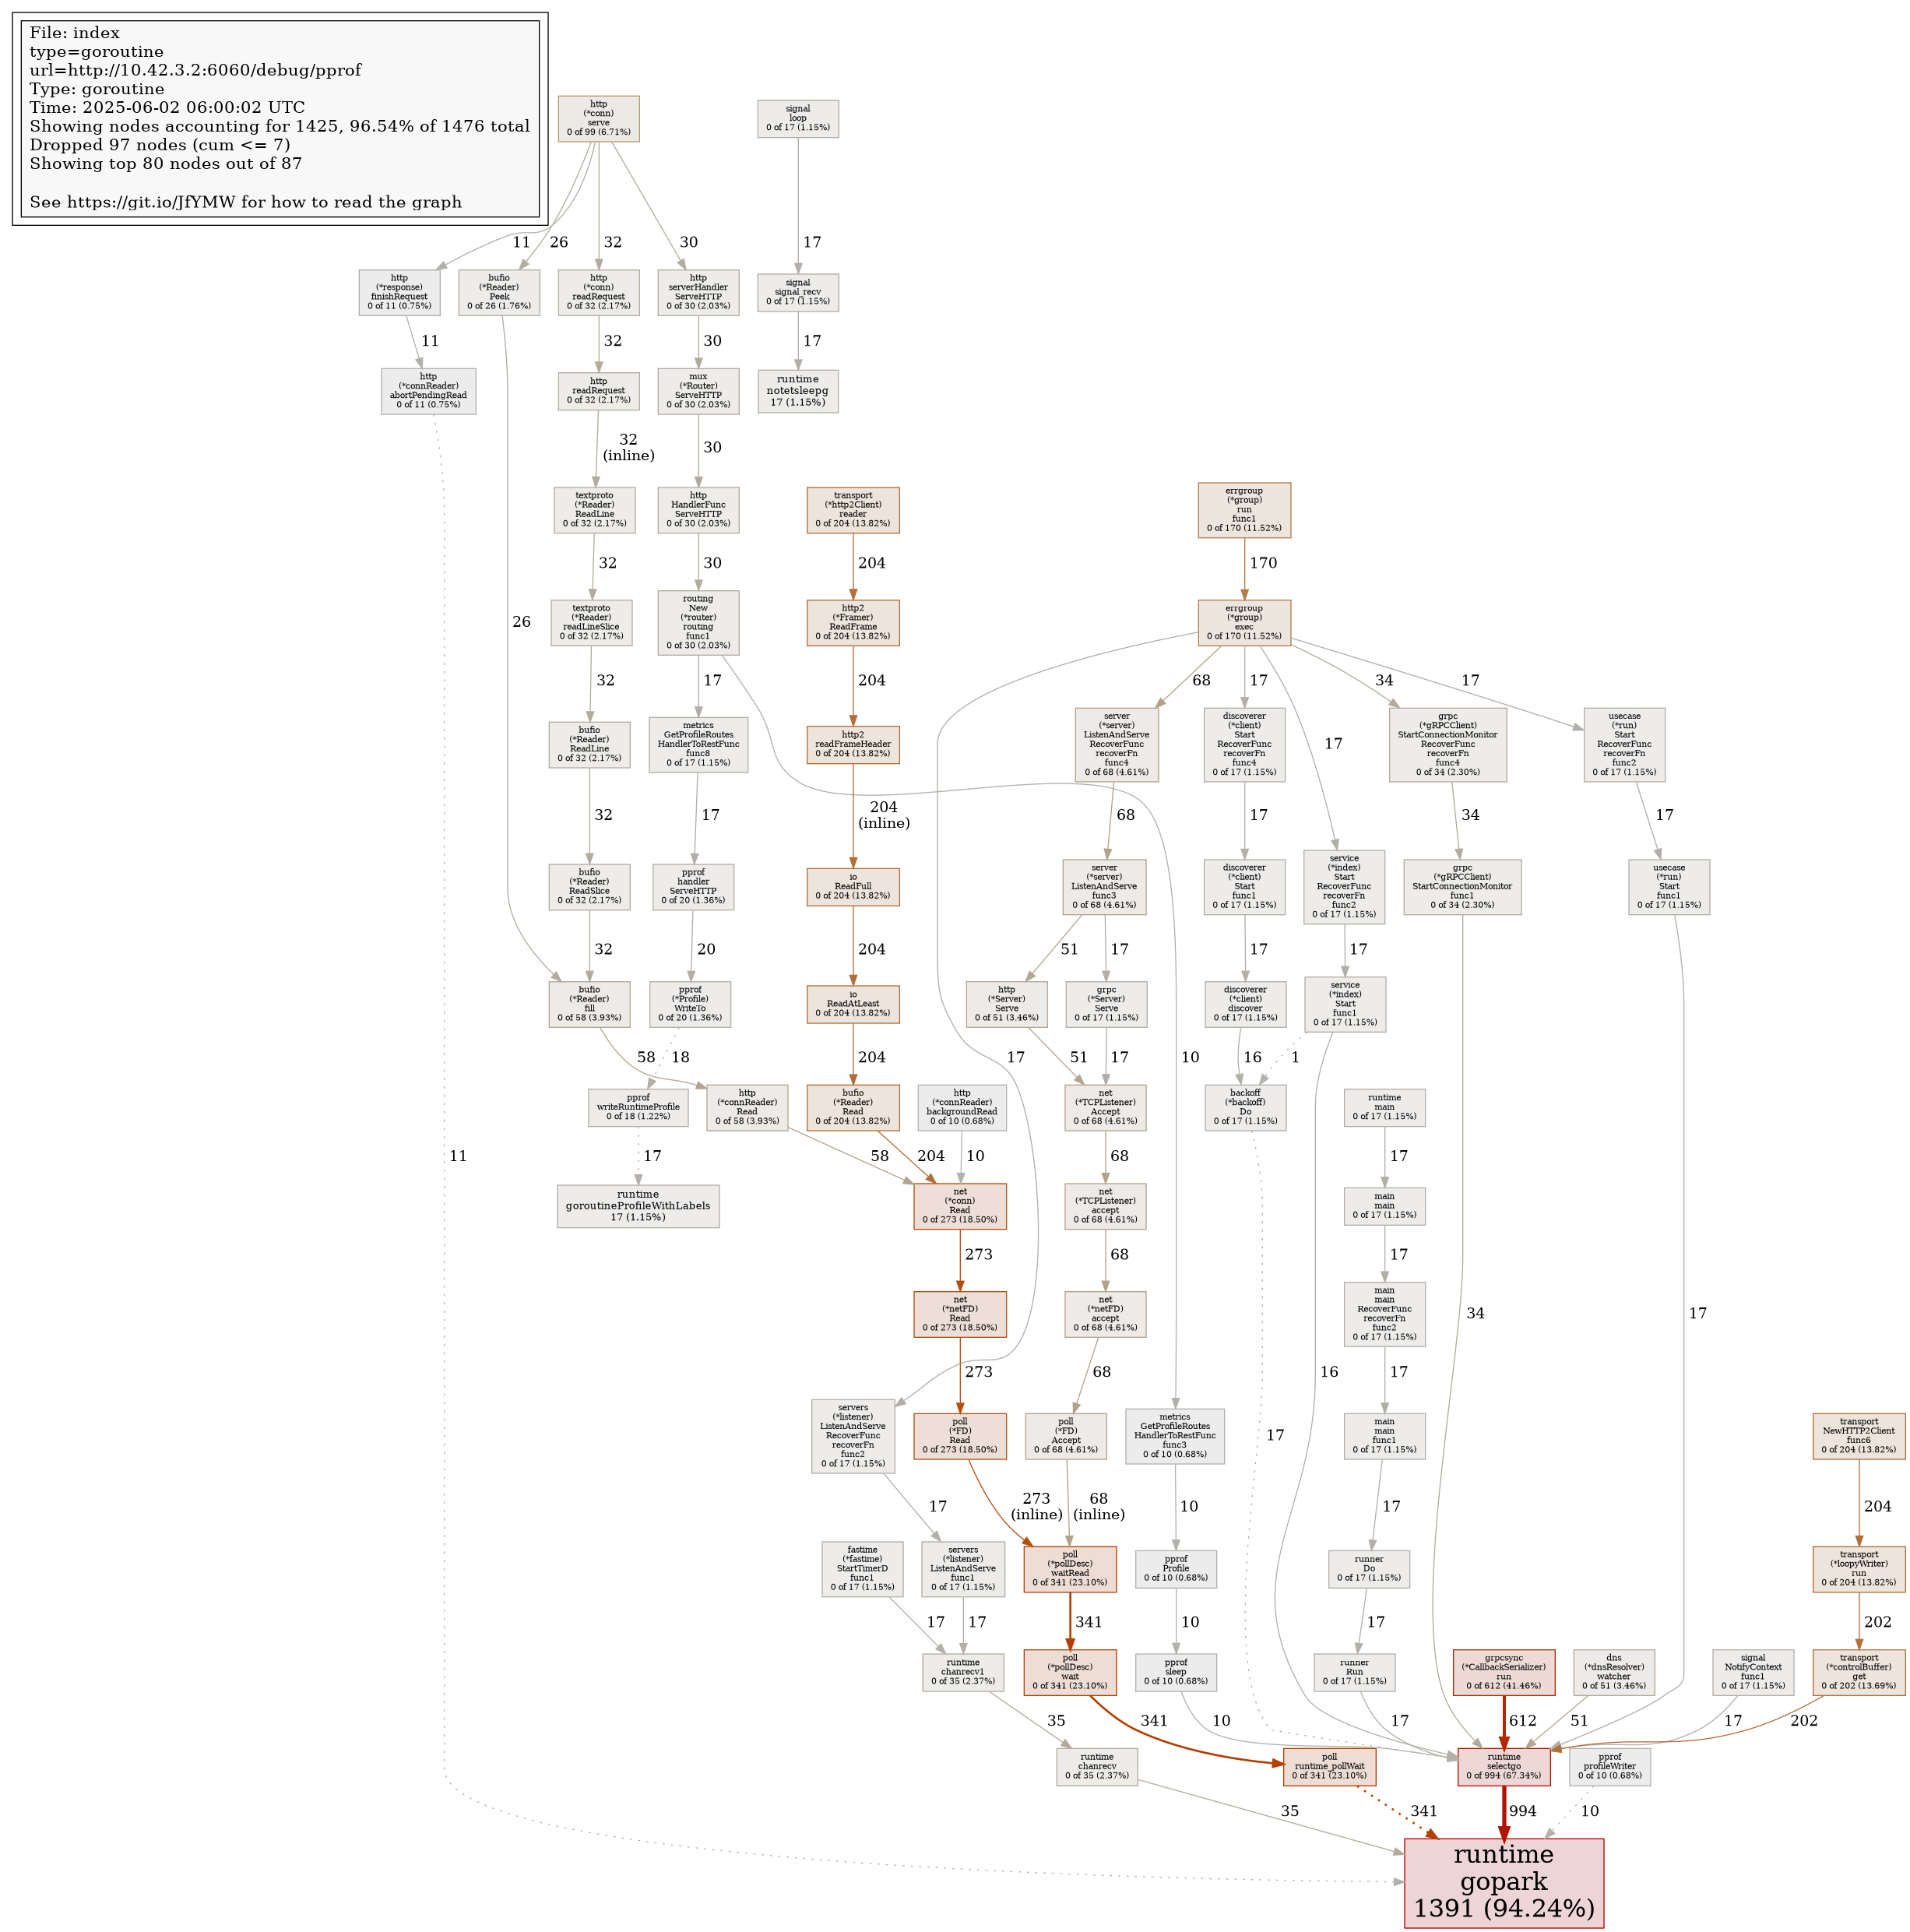 File: index
type=goroutine
url=http://10.42.3.2:6060/debug/pprof
Type: goroutine
Time: 2025-06-02 06:00:02 UTC
Showing nodes accounting for 1425, 96.54% of 1476 total
Dropped 97 nodes (cum <= 7)
Showing top 80 nodes out of 87
See https://git.io/JfYMW for how to read the graph
http
(*conn)
serve
0 of 99 (6.71%)
signal
loop
0 of 17 (1.15%)
11
26
32
30
17
http
(*response)
finishRequest
0 of 11 (0.75%)
bufio
(*Reader)
Peek
0 of 26 (1.76%)
http
(*conn)
readRequest
0 of 32 (2.17%)
http
serverHandler
ServeHTTP
0 of 30 (2.03%)
signal
signal_recv
0 of 17 (1.15%)
11
32
30
17
http
(*connReader)
abortPendingRead
0 of 11 (0.75%)
http
readRequest
0 of 32 (2.17%)
mux
(*Router)
ServeHTTP
0 of 30 (2.03%)
runtime
notetsleepg
17 (1.15%)
32
(inline)
30
textproto
(*Reader)
ReadLine
0 of 32 (2.17%)
http
HandlerFunc
ServeHTTP
0 of 30 (2.03%)
transport
(*http2Client)
reader
0 of 204 (13.82%)
errgroup
(*group)
run
func1
0 of 170 (11.52%)
32
30
204
170
26
textproto
(*Reader)
readLineSlice
0 of 32 (2.17%)
routing
New
(*router)
routing
func1
0 of 30 (2.03%)
http2
(*Framer)
ReadFrame
0 of 204 (13.82%)
errgroup
(*group)
exec
0 of 170 (11.52%)
32
17
204
68
17
34
17
bufio
(*Reader)
ReadLine
0 of 32 (2.17%)
metrics
GetProfileRoutes
HandlerToRestFunc
func8
0 of 17 (1.15%)
http2
readFrameHeader
0 of 204 (13.82%)
server
(*server)
ListenAndServe
RecoverFunc
recoverFn
func4
0 of 68 (4.61%)
discoverer
(*client)
Start
RecoverFunc
recoverFn
func4
0 of 17 (1.15%)
17
grpc
(*gRPCClient)
StartConnectionMonitor
RecoverFunc
recoverFn
func4
0 of 34 (2.30%)
usecase
(*run)
Start
RecoverFunc
recoverFn
func2
0 of 17 (1.15%)
32
17
204
(inline)
68
17
34
17
bufio
(*Reader)
ReadSlice
0 of 32 (2.17%)
pprof
handler
ServeHTTP
0 of 20 (1.36%)
io
ReadFull
0 of 204 (13.82%)
server
(*server)
ListenAndServe
func3
0 of 68 (4.61%)
discoverer
(*client)
Start
func1
0 of 17 (1.15%)
service
(*index)
Start
RecoverFunc
recoverFn
func2
0 of 17 (1.15%)
grpc
(*gRPCClient)
StartConnectionMonitor
func1
0 of 34 (2.30%)
usecase
(*run)
Start
func1
0 of 17 (1.15%)
32
20
204
51
17
17
17
bufio
(*Reader)
fill
0 of 58 (3.93%)
pprof
(*Profile)
WriteTo
0 of 20 (1.36%)
io
ReadAtLeast
0 of 204 (13.82%)
http
(*Server)
Serve
0 of 51 (3.46%)
grpc
(*Server)
Serve
0 of 17 (1.15%)
discoverer
(*client)
discover
0 of 17 (1.15%)
service
(*index)
Start
func1
0 of 17 (1.15%)
58
18
204
17
51
17
10
16
1
pprof
writeRuntimeProfile
0 of 18 (1.22%)
http
(*connReader)
Read
0 of 58 (3.93%)
bufio
(*Reader)
Read
0 of 204 (13.82%)
http
(*connReader)
backgroundRead
0 of 10 (0.68%)
net
(*TCPListener)
Accept
0 of 68 (4.61%)
backoff
(*backoff)
Do
0 of 17 (1.15%)
runtime
main
0 of 17 (1.15%)
11
17
58
204
10
68
17
runtime
goroutineProfileWithLabels
17 (1.15%)
net
(*conn)
Read
0 of 273 (18.50%)
net
(*TCPListener)
accept
0 of 68 (4.61%)
main
main
0 of 17 (1.15%)
273
68
17
net
(*netFD)
Read
0 of 273 (18.50%)
net
(*netFD)
accept
0 of 68 (4.61%)
main
main
RecoverFunc
recoverFn
func2
0 of 17 (1.15%)
34
17
273
68
16
17
servers
(*listener)
ListenAndServe
RecoverFunc
recoverFn
func2
0 of 17 (1.15%)
poll
(*FD)
Read
0 of 273 (18.50%)
poll
(*FD)
Accept
0 of 68 (4.61%)
metrics
GetProfileRoutes
HandlerToRestFunc
func3
0 of 10 (0.68%)
17
main
main
func1
0 of 17 (1.15%)
transport
NewHTTP2Client
func6
0 of 204 (13.82%)
17
273
(inline)
68
(inline)
10
17
204
fastime
(*fastime)
StartTimerD
func1
0 of 17 (1.15%)
servers
(*listener)
ListenAndServe
func1
0 of 17 (1.15%)
poll
(*pollDesc)
waitRead
0 of 341 (23.10%)
pprof
Profile
0 of 10 (0.68%)
runner
Do
0 of 17 (1.15%)
transport
(*loopyWriter)
run
0 of 204 (13.82%)
17
17
341
10
17
202
runtime
chanrecv1
0 of 35 (2.37%)
poll
(*pollDesc)
wait
0 of 341 (23.10%)
pprof
sleep
0 of 10 (0.68%)
runner
Run
0 of 17 (1.15%)
grpcsync
(*CallbackSerializer)
run
0 of 612 (41.46%)
dns
(*dnsResolver)
watcher
0 of 51 (3.46%)
signal
NotifyContext
func1
0 of 17 (1.15%)
transport
(*controlBuffer)
get
0 of 202 (13.69%)
35
341
10
17
612
51
17
202
runtime
chanrecv
0 of 35 (2.37%)
poll
runtime_pollWait
0 of 341 (23.10%)
runtime
selectgo
0 of 994 (67.34%)
pprof
profileWriter
0 of 10 (0.68%)
35
341
994
10
runtime
gopark
1391 (94.24%)